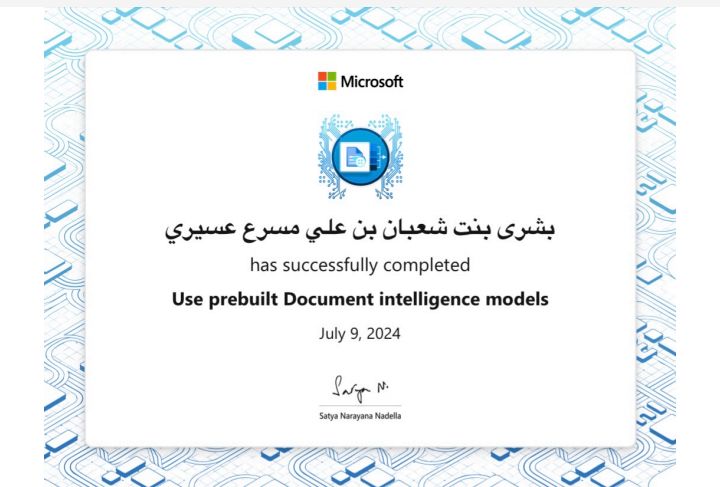 Microsoft
بشرى بنت شعبان بن علي مسرع عسيري
has successfully completed
Use prebuilt Document intelligence models
July 9, 2024
Satya N.
Satya Narayana Nadella